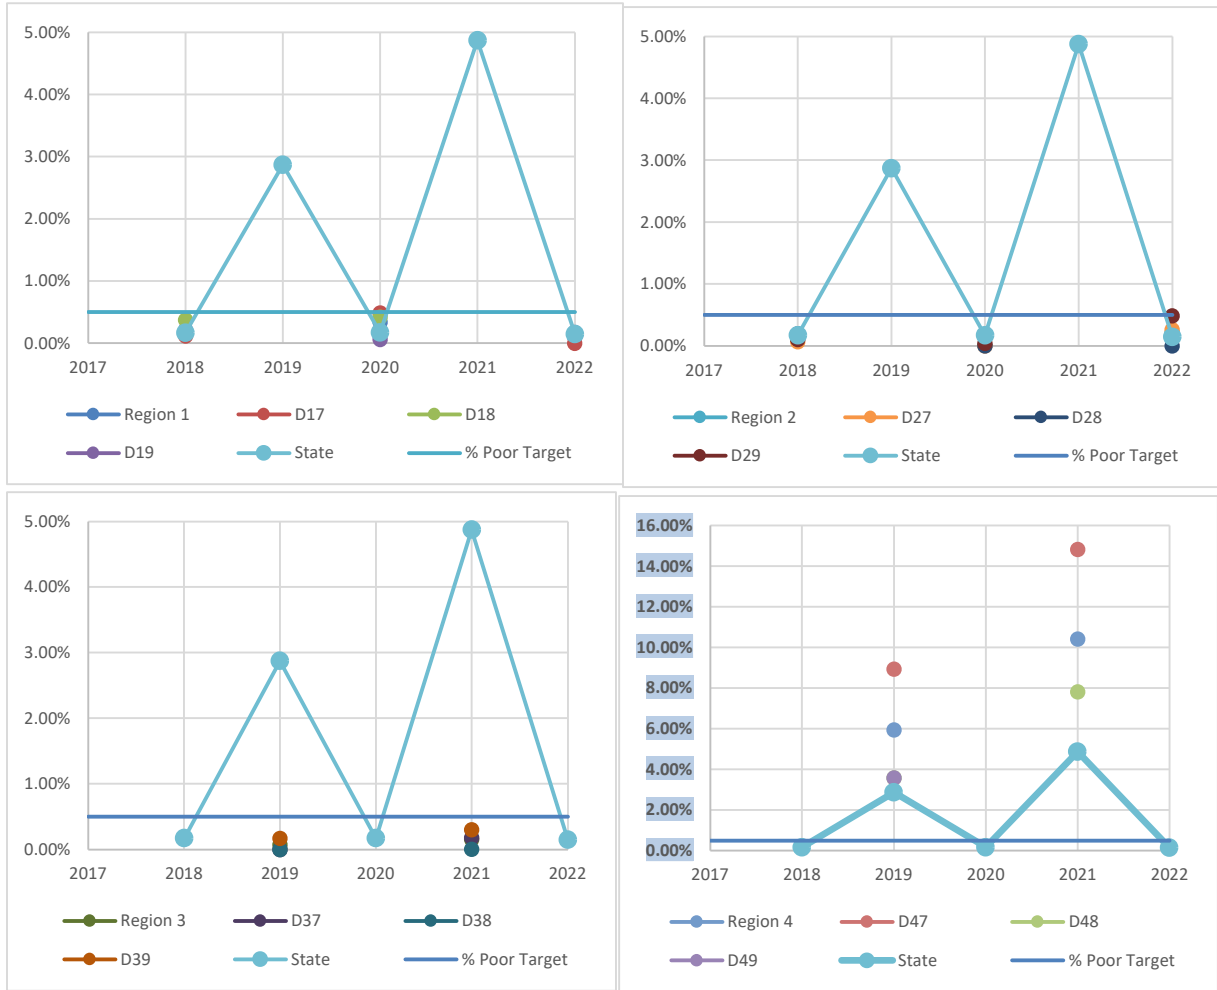 5.00%
4.00%
3.00%
2.00%
1.00%
0.00%
2017 2018 2019 2020 2021 2022
Region 1 D17 D18
D19 State % Poor Target
5.00%
4.00%
3.00%
2.00%
1.00%
0.00%
2017 2018 2019 2020 2021 2022
Region 2 D27 D28
D29 State % Poor Target
5.00%
4.00%
3.00%
2.00%
1.00%
0.00%
2017 2018 2019 2020 2021 2022
Region 3 D37 D38
D39 State % Poor Target
16.00%
14.00%
12.00%
10.00%
8.00%
6.00%
4.00%
2.00%
0.00%
2017 2018 2019 2020 2021 2022
Region 4 D47 D48
D49 State % Poor Target